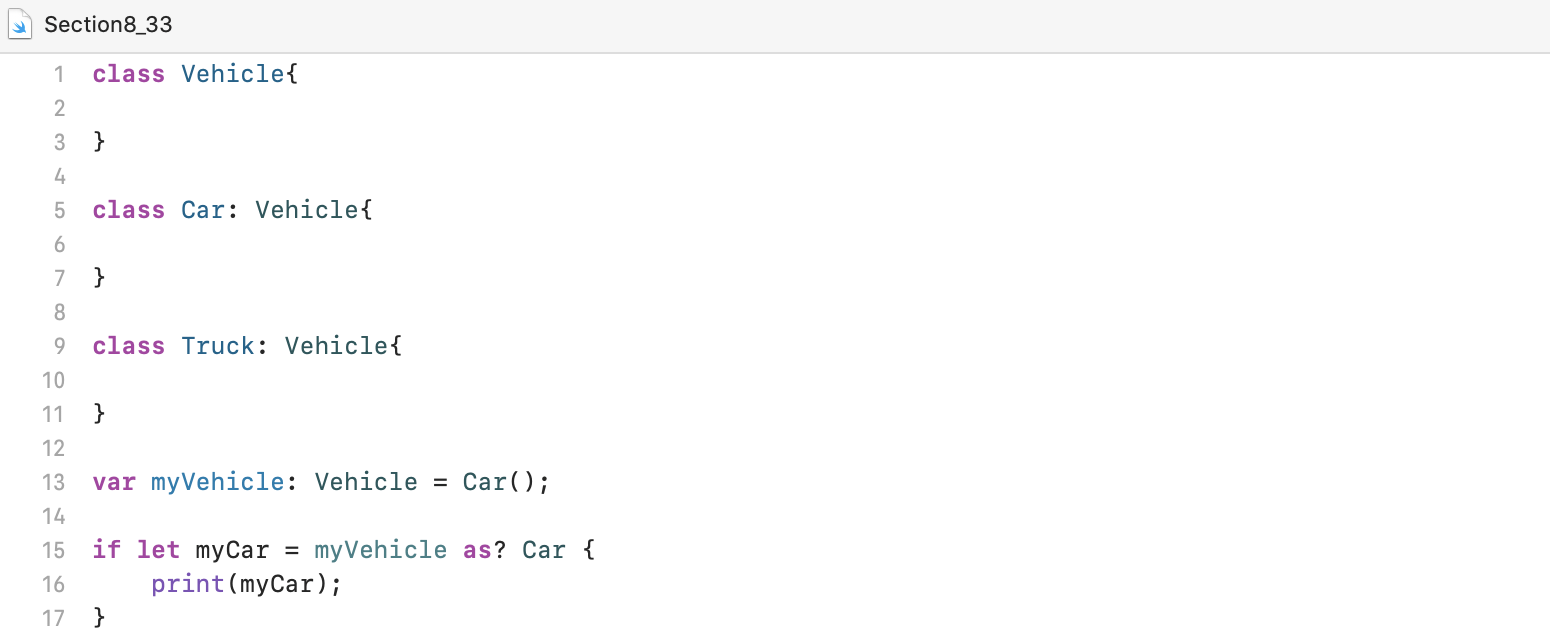 Section8_33
1 class Vehicle{
2
3 }
4
5 class Car: Vehicle{
6
7 }
8
9 class Truck: Vehicle{
10
11 }
12
13 var myVehicle: Vehicle = Car();
14
15 if let myCar = myVehicle as? Car {
16     print(myCar);
17 }